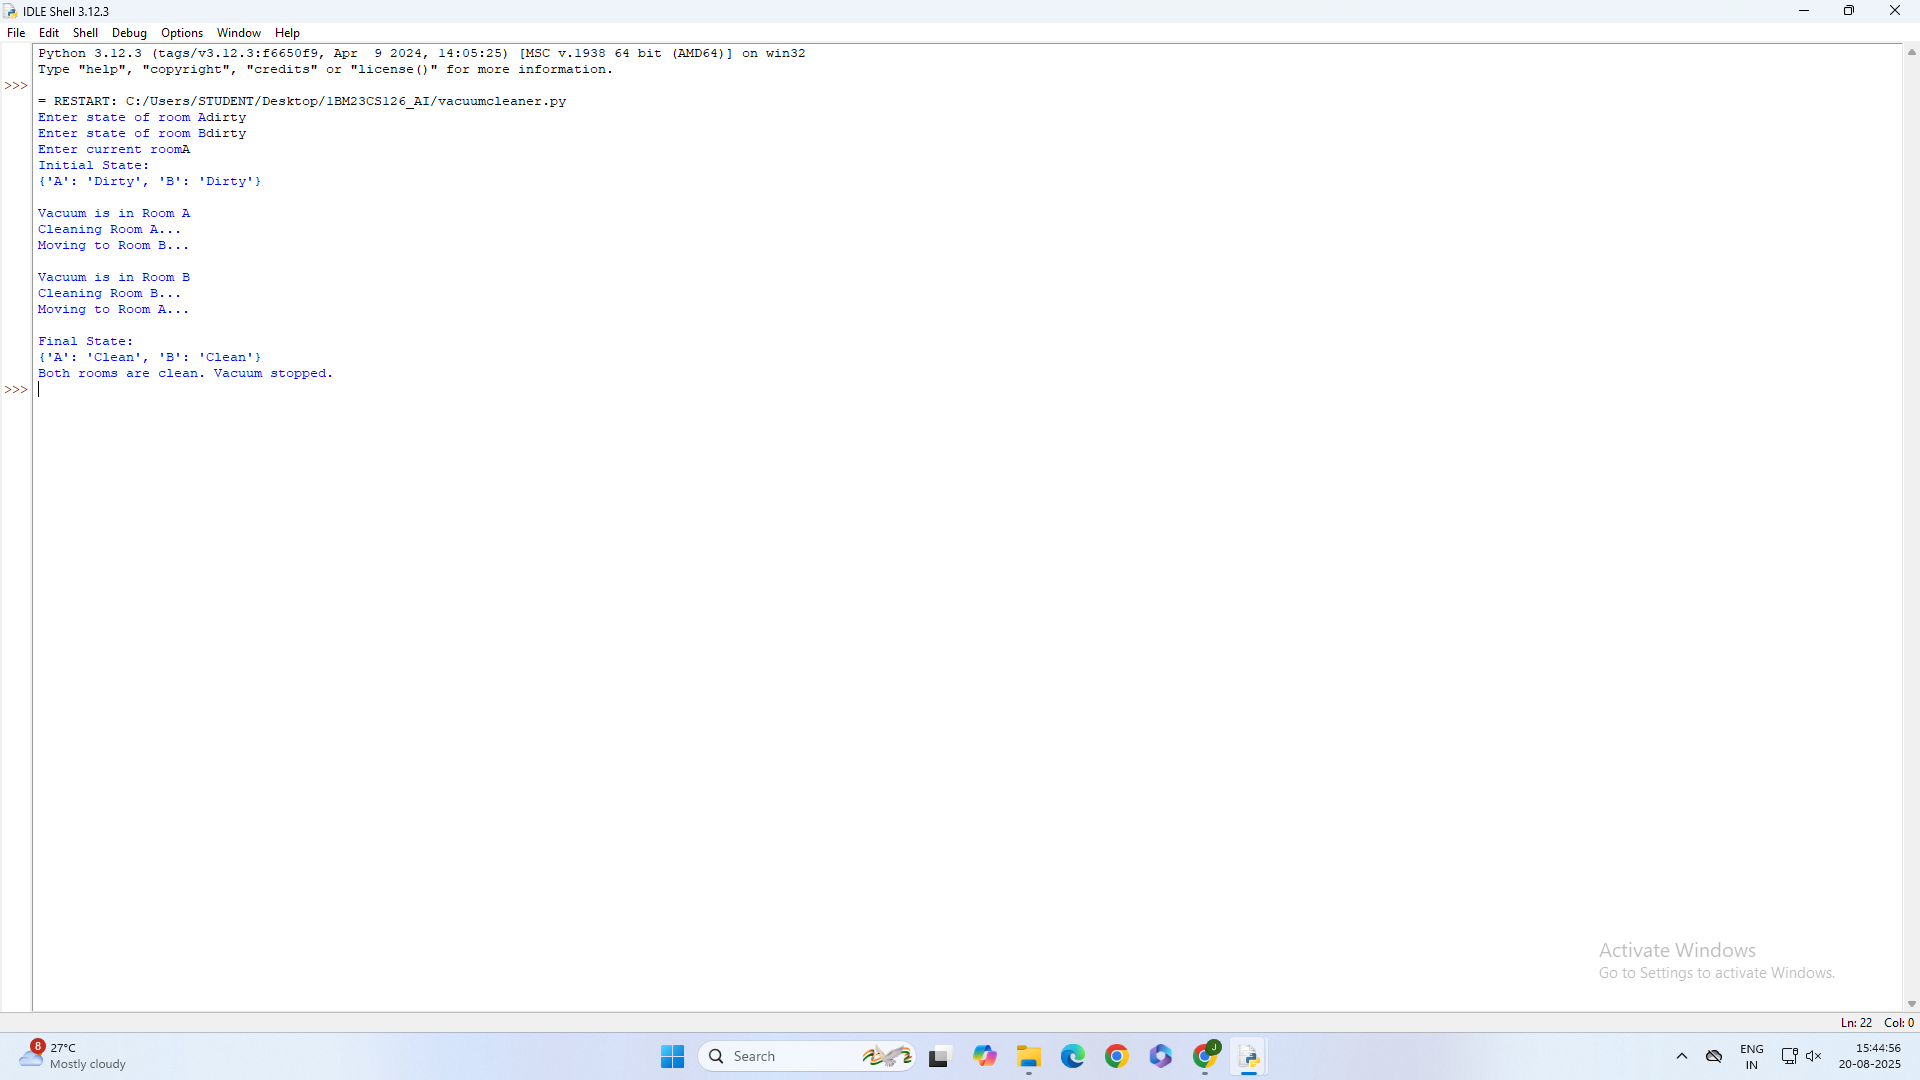 IDLE Shell 3.12.3
File Edit Shell Debug Options Window Help
Python 3.12.3 (tags/v3.12.3:f6650f9, Apr  9 2024, 14:05:25) [MSC v.1938 64 bit (AMD64)] on win32
Type "help", "copyright", "credits" or "license()" for more information.
>>>
= RESTART: C:/Users/STUDENT/Desktop/1BM23CS126_AI/vacuumcleaner.py
Enter state of room Adirty
Enter state of room Bdirty
Enter current roomA
Initial State:
{'A': 'Dirty', 'B': 'Dirty'}
Vacuum is in Room A
Cleaning Room A...
Moving to Room B...
Vacuum is in Room B
Cleaning Room B...
Moving to Room A...
Final State:
{'A': 'Clean', 'B': 'Clean'}
Both rooms are clean. Vacuum stopped.
>>>
Activate Windows
Go to Settings to activate Windows.
Ln: 22 Col: 0
8
27°C
Mostly cloudy
Search
J
ENG
IN
15:44:56
20-08-2025